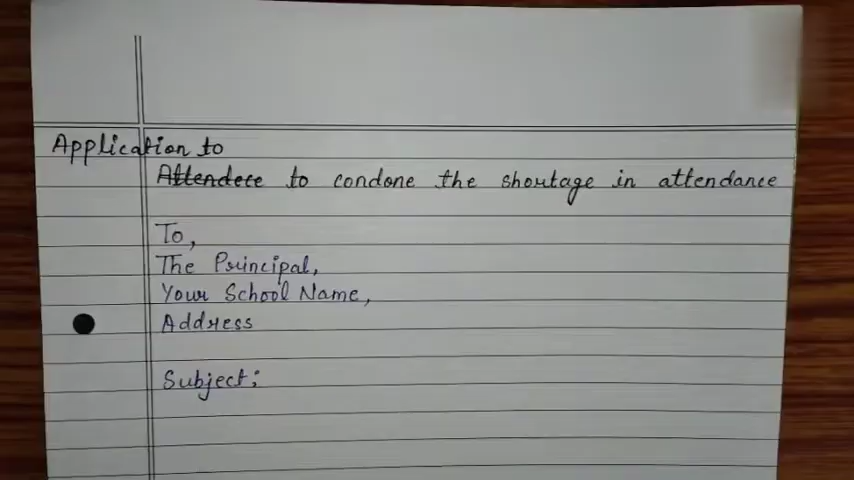 Application to
Attendece to condone the shortage in attendance
To,
The Principal,
Your School Name,
Address
Subject: